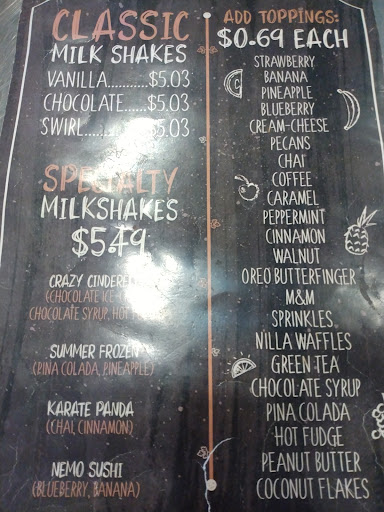 CLASSIC
MILK SHAKES
VANILLA...........$5.03
CHOCOLATE......$5.03
SWIRL...........$5.03
SPECIALTY
MILKSHAKES
$5.49
CRAZY
(CHOCOLATE
CHOCOLATE SYRUP, HOT
SUMMER FROZEN
(PINA COLADA, PINEAPPLE)
KARATE PANDA
(CHAI, CINNAMON)
NEMO SUSHI
(BLUEBERRY, BANANA)
ADD TOPPINGS:
$0.69 EACH
STRAWBERRY
BANANA
PINEAPPLE
BLUEBERRY
CREAM-CHEESE
PECANS
CHAI
COFFEE
CARAMEL
PEPPERMINT
CINNAMON
WALNUT
OREO BUTTERFINGER
M&M
SPRINKLES
NILLA WAFFLES
GREEN TEA
CHOCOLATE SYRUP
PINA COLADA
HOT FUDGE
PEANUT BUTTER
COCONUT FLAKES